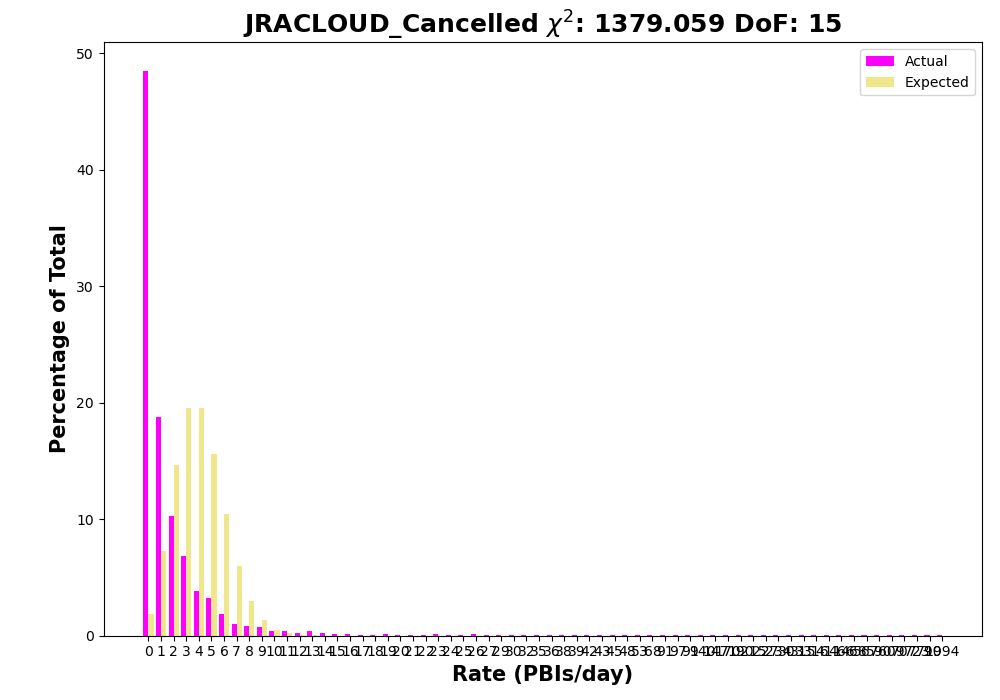 JRACLOUD_Cancelled χ²: 1379.059 DoF: 15
Actual
Expected
Percentage of Total
50
40
30
20
10
0
0 1 2 3 4 5 6 7 8 9 10 11 12 13 14 15 16 17 18 19 20 21 22 23 24 25 26 27 29 30 32 35 36 38 39 42 43 45 48 53 68 91 97
Rate (PBIs/day)